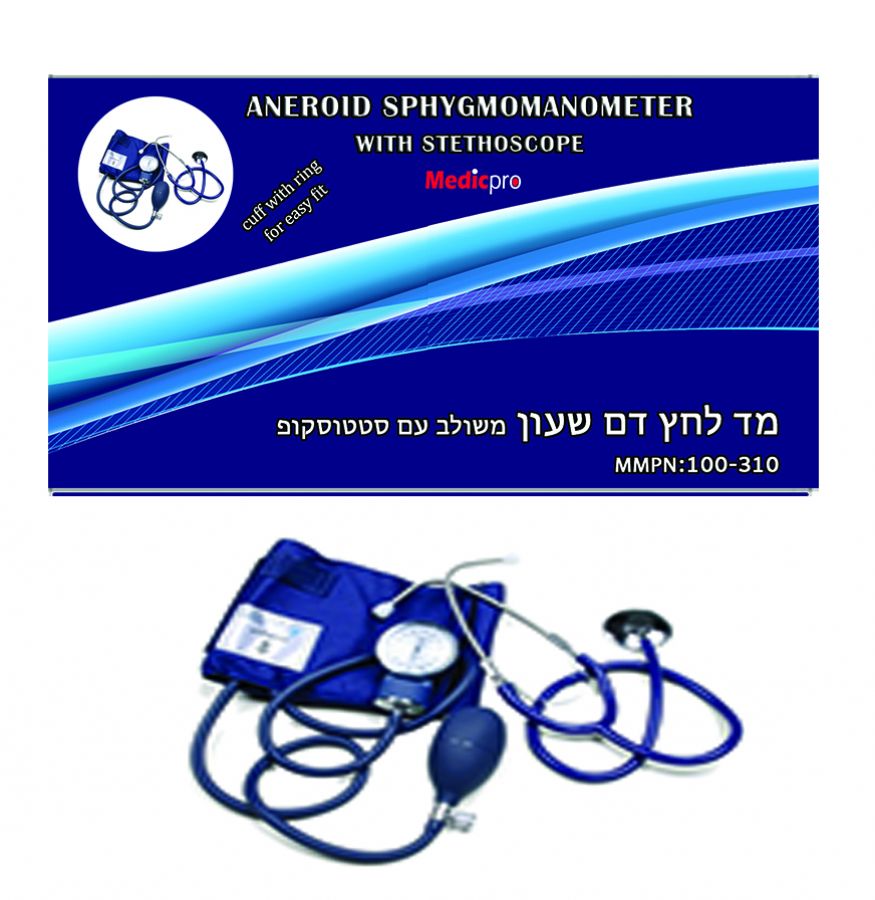 ANEROID SPHYGMOMANOMETER
WITH STETHOSCOPE
Medicpro
cuff with ring
for easy fit
מד לחץ דם שעון משולב עם סטטוסקופ
MMPN:100-310